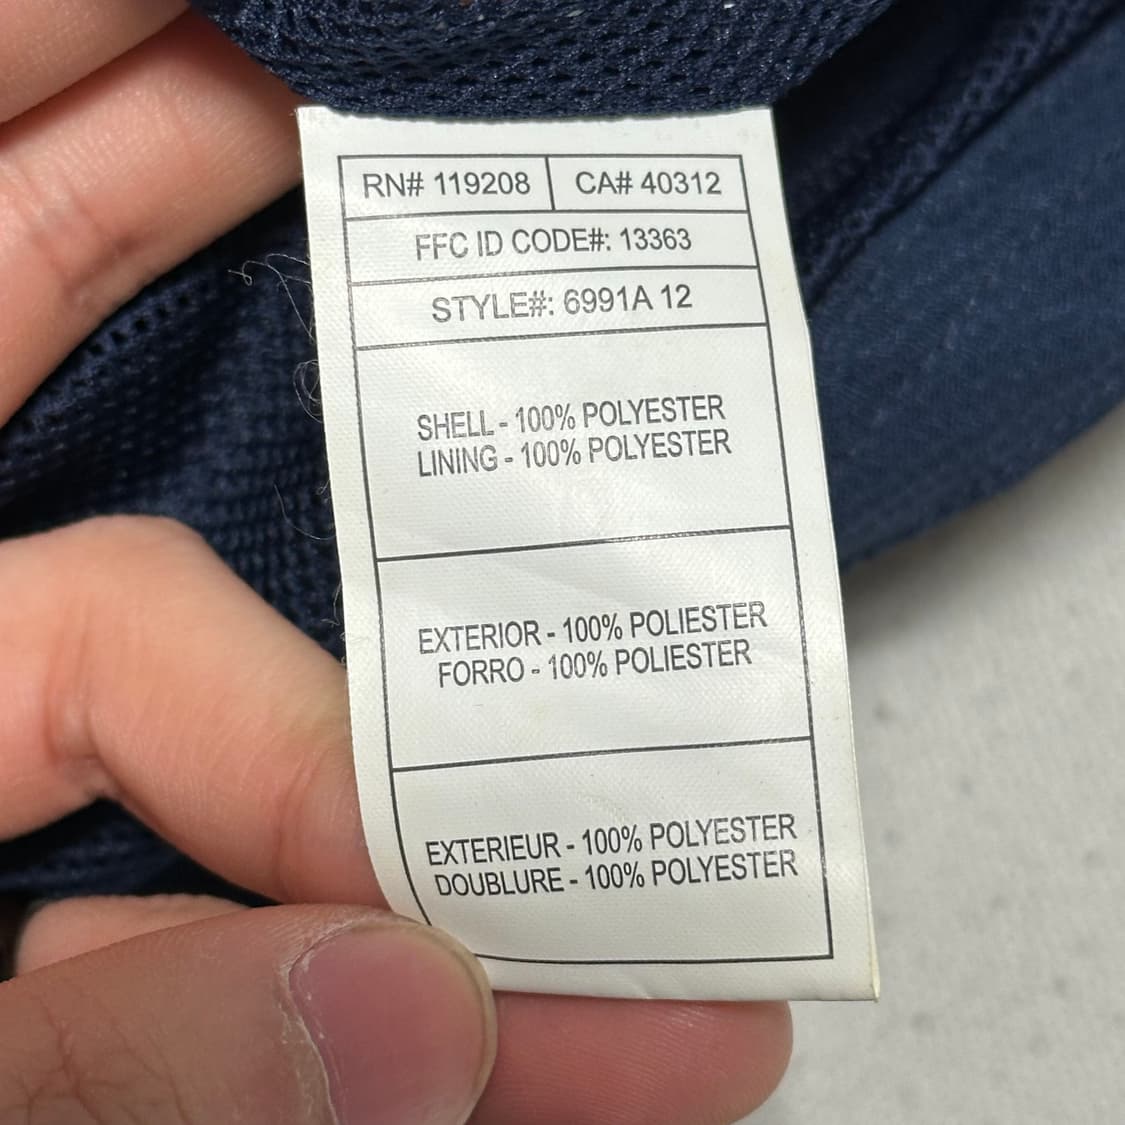 RN# 119208 CA# 40312
FFC ID CODE#: 13363
STYLE#: 6991A 12
SHELL - 100% POLYESTER
LINING - 100% POLYESTER
EXTERIOR - 100% POLIESTER
FORRO - 100% POLIESTER
EXTERIEUR - 100% POLYESTER
DOUBLURE - 100% POLYESTER